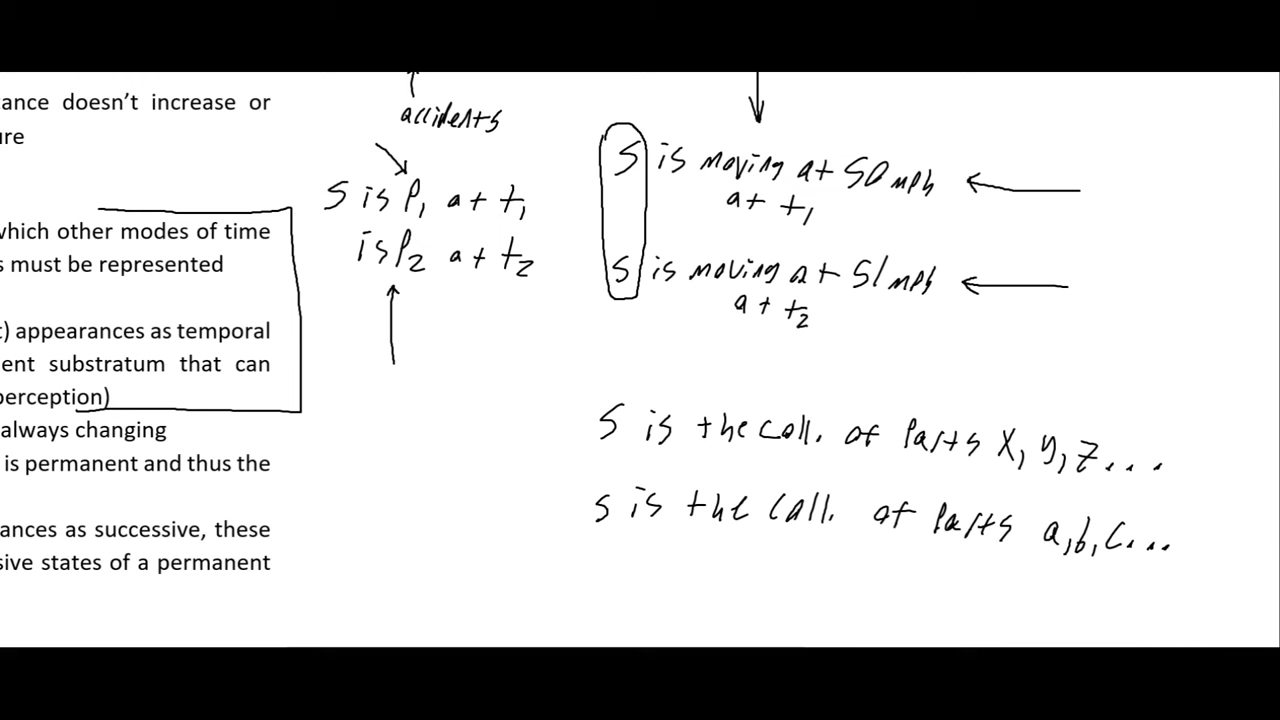 tance doesn't increase or
ure
which other modes of time
s must be represented
t) appearances as temporal
ent substratum that can
perception)
always changing
is permanent and thus the
ances as successive, these
sive states of a permanent
accidents
S is P1 at t1
is P2 at t2
S is moving at 50 mph
at t1
S is moving at 51 mph
at t2
S is the coll. of parts X, y, z...
S is the coll. of parts a, b, c...